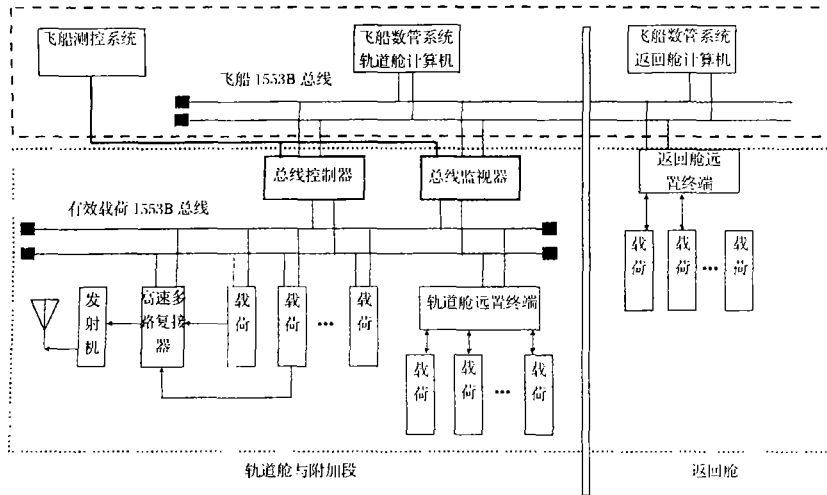 飞船测控系统
飞船数管系统
轨道舱计算机
飞船数管系统
返回舱计算机
飞船 1553B 总线
总线控制器
总线监视器
返回舱远
置终端
有效载荷 1553B 总线
载荷
载荷
...
载荷
发射机
高速多
路复接
器
载荷
载荷
...
载荷
轨道舱远置终端
载荷
载荷
...
载荷
轨道舱与附加段
返回舱